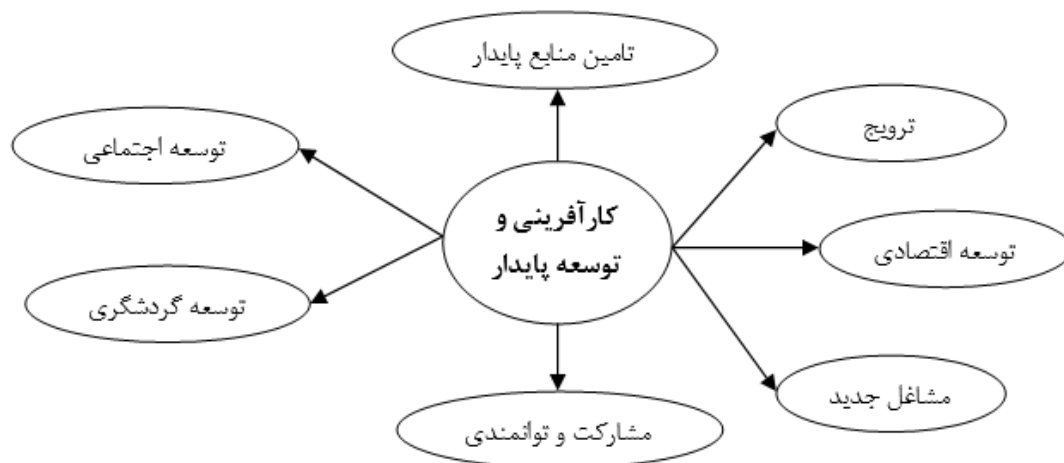 تامین منابع پایدار
ترویج
توسعه اجتماعی
کارآفرینی و
توسعه پایدار
توسعه اقتصادی
توسعه گردشگری
مشاغل جدید
مشارکت و توانمندی